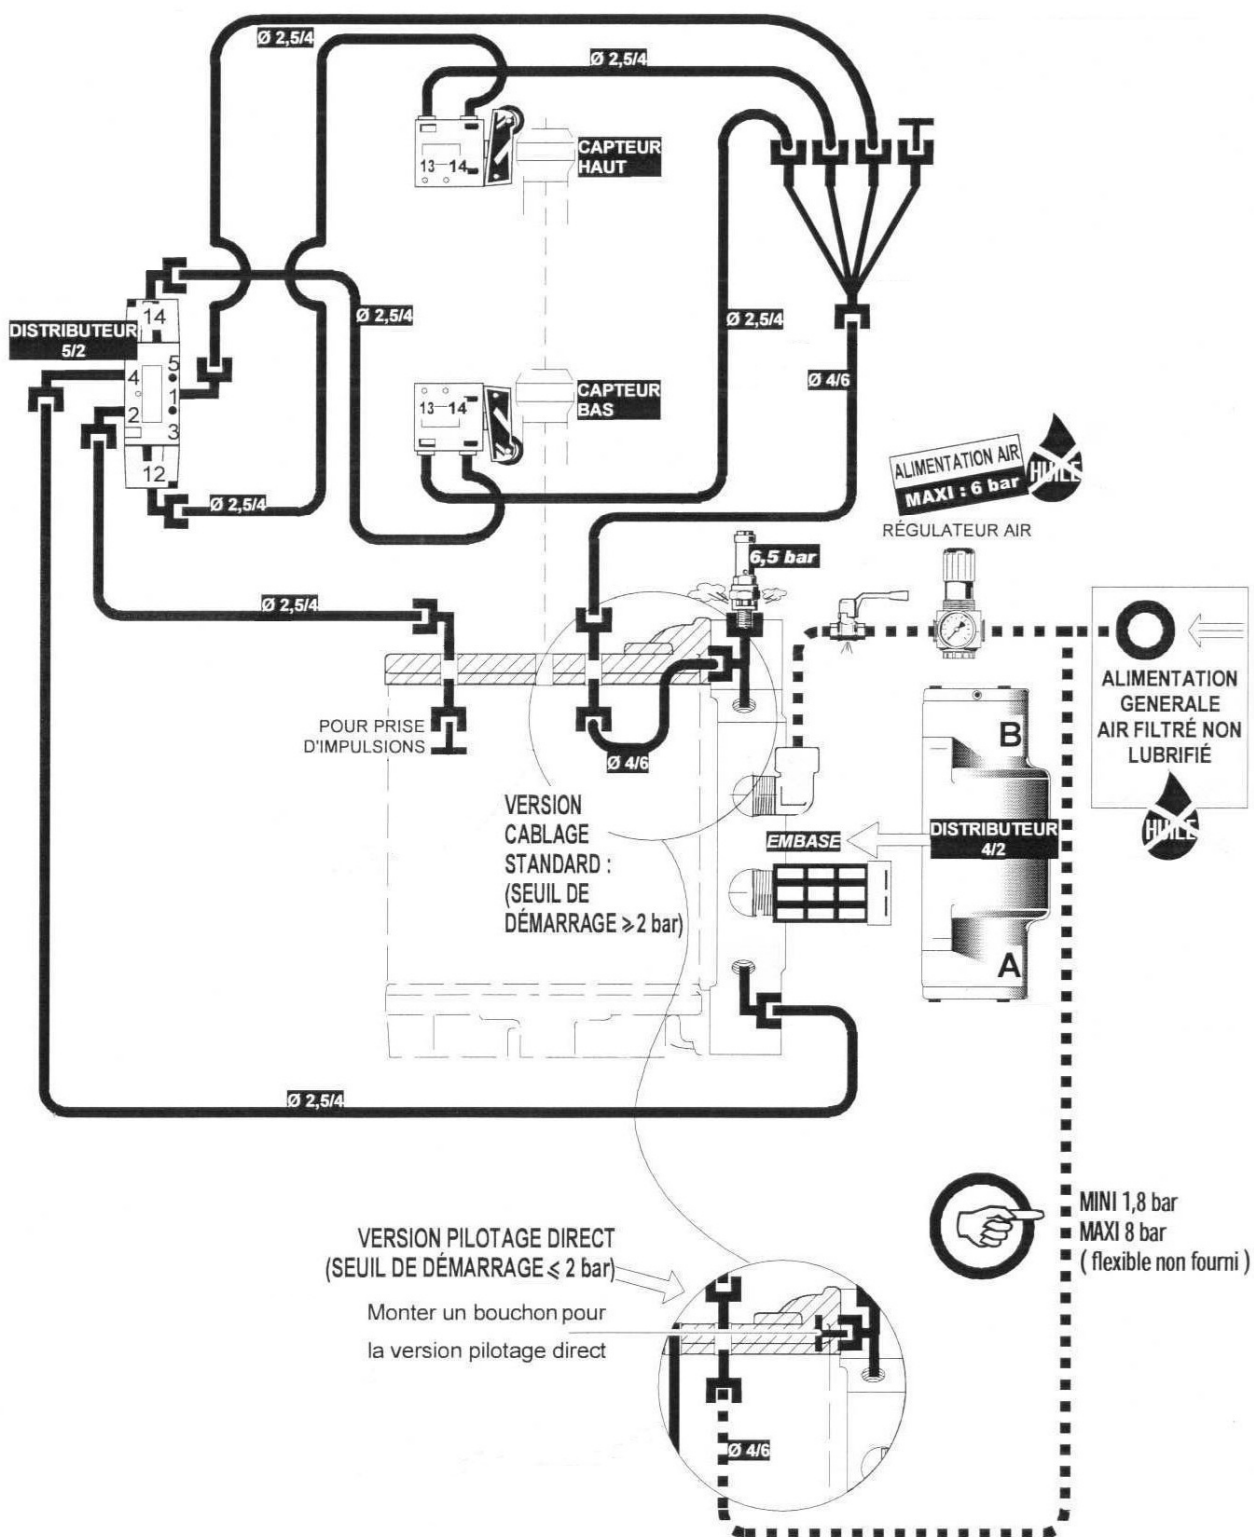 Ø 2,5/4
Ø 2,5/4
CAPTEUR
HAUT
13 14
14
DISTRIBUTEUR
5/2
4
5
1
2
3
12
Ø 2,5/4
Ø 2,5/4
Ø 4/6
CAPTEUR
BAS
13 14
Ø 2,5/4
ALIMENTATION AIR
MAXI : 6 bar
HUILE
RÉGULATEUR AIR
6,5 bar
Ø 2,5/4
POUR PRISE
D'IMPULSIONS
Ø 4/6
ALIMENTATION
GENERALE
AIR FILTRÉ NON
LUBRIFIÉ
HUILE
B
VERSION
CABLAGE
STANDARD :
(SEUIL DE
DÉMARRAGE ⩾ 2 bar)
EMBASE
DISTRIBUTEUR
4/2
A
Ø 2,5/4
MINI 1,8 bar
MAXI 8 bar
( flexible non fourni )
VERSION PILOTAGE DIRECT
(SEUIL DE DÉMARRAGE ⩽ 2 bar)
Monter un bouchon pour
la version pilotage direct
Ø 4/6